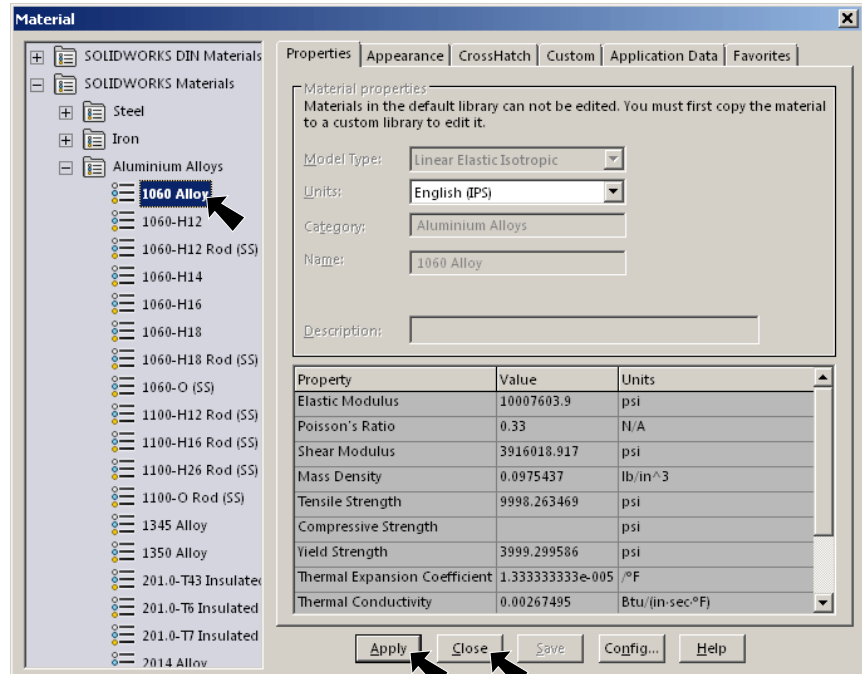 Material
SOLIDWORKS DIN Materials
SOLIDWORKS Materials
Steel
Iron
Aluminium Alloys
1060 Alloy
1060-H12
1060-H12 Rod (SS)
1060-H14
1060-H16
1060-H18
1060-H18 Rod (SS)
1060-O (SS)
1100-H12 Rod (SS)
1100-H16 Rod (SS)
1100-H26 Rod (SS)
1100-O Rod (SS)
1345 Alloy
1350 Alloy
201.0-T43 Insulated
201.0-T6 Insulated
201.0-T7 Insulated
2014 Alloy
Properties Appearance CrossHatch Custom Application Data Favorites
Material properties
Materials in the default library can not be edited. You must first copy the material
to a custom library to edit it.
Model Type: Linear Elastic Isotropic
Units: English (IPS)
Category: Aluminium Alloys
Name: 1060 Alloy
Description:
Property Value Units
Elastic Modulus 10007603.9 psi
Poisson's Ratio 0.33 N/A
Shear Modulus 3916018.917 psi
Mass Density 0.0975437 lb/in^3
Tensile Strength 9998.263469 psi
Compressive Strength psi
Yield Strength 3999.299586 psi
Thermal Expansion Coefficient 1.333333333e-005 /°F
Thermal Conductivity 0.00267495 Btu/(in·sec·°F)
Apply Close Save Config... Help